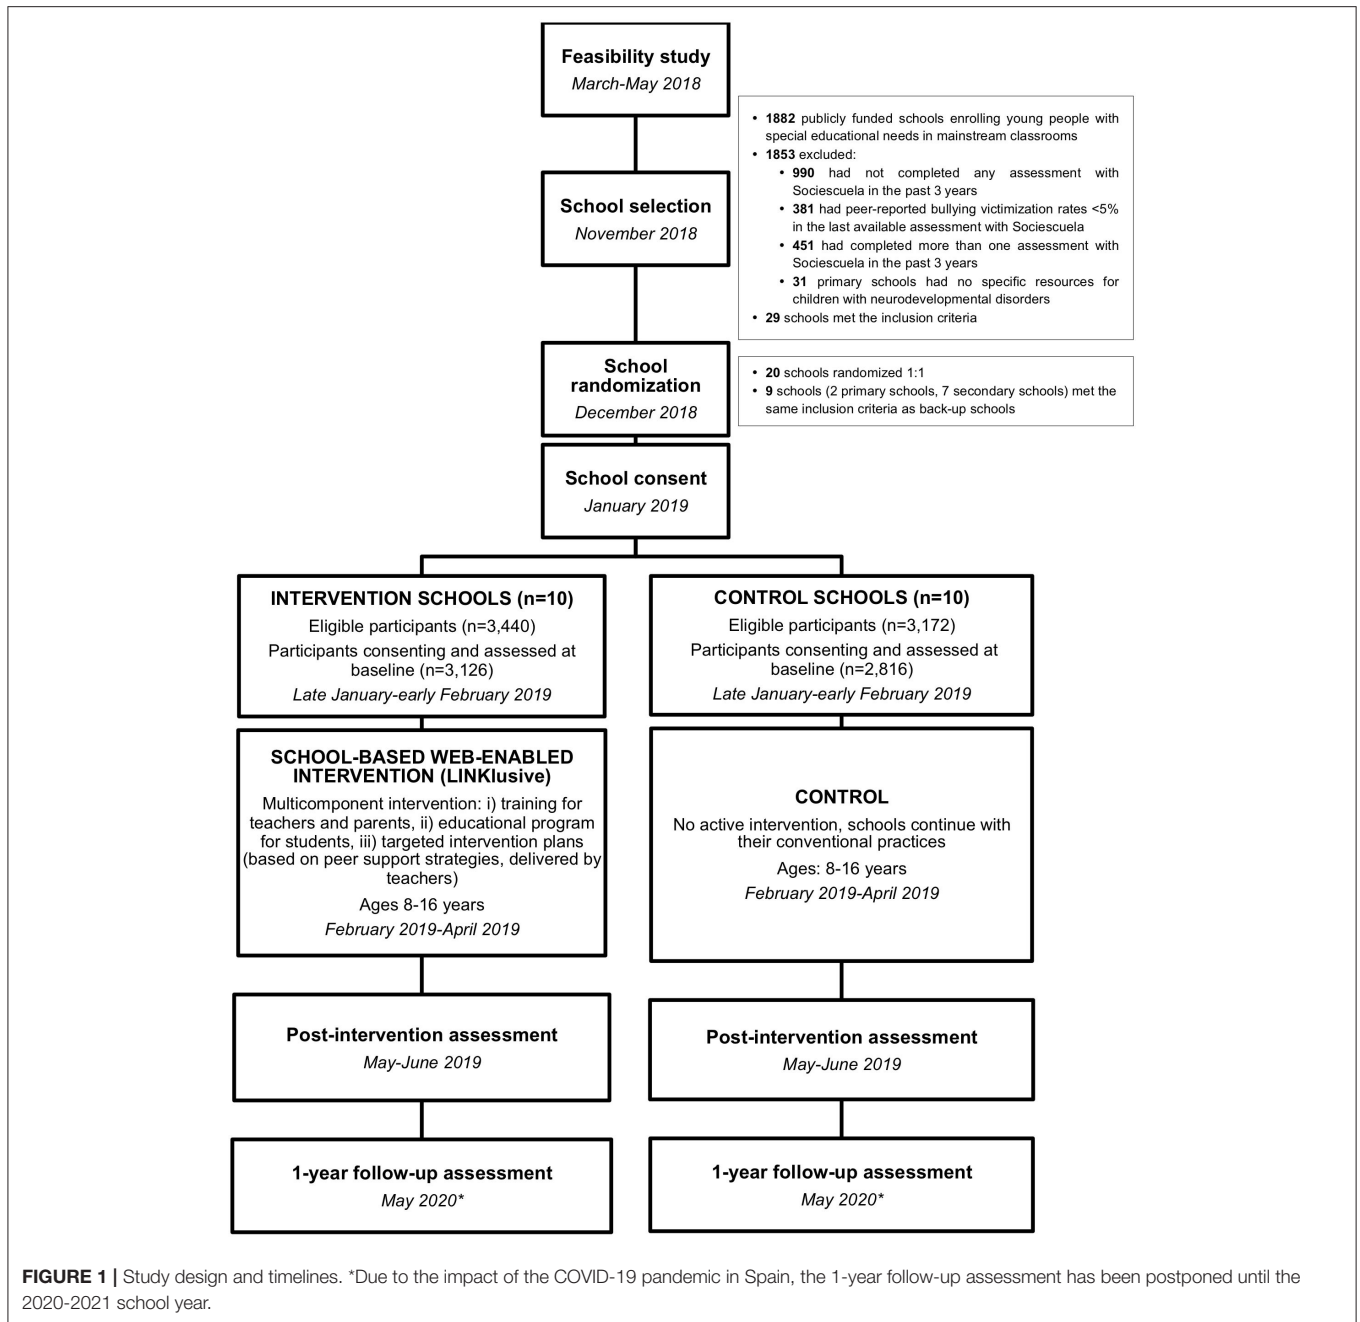 Feasibility study
March-May 2018
• 1882 publicly funded schools enrolling young people with
special educational needs in mainstream classrooms
• 1853 excluded:
• 990 had not completed any assessment with
Sociescuela in the past 3 years
• 381 had peer-reported bullying victimization rates <5%
in the last available assessment with Sociescuela
• 451 had completed more than one assessment with
Sociescuela in the past 3 years
• 31 primary schools had no specific resources for
children with neurodevelopmental disorders
• 29 schools met the inclusion criteria
School selection
November 2018
School
randomization
December 2018
• 20 schools randomized 1:1
• 9 schools (2 primary schools, 7 secondary schools) met the
same inclusion criteria as back-up schools
School consent
January 2019
INTERVENTION SCHOOLS (n=10)
Eligible participants (n=3,440)
Participants consenting and assessed at
baseline (n=3,126)
Late January-early February 2019
CONTROL SCHOOLS (n=10)
Eligible participants (n=3,172)
Participants consenting and assessed at
baseline (n=2,816)
Late January-early February 2019
SCHOOL-BASED WEB-ENABLED
INTERVENTION (LINKlusive)
Multicomponent intervention: i) training for
teachers and parents, ii) educational program
for students, iii) targeted intervention plans
(based on peer support strategies, delivered by
teachers)
Ages 8-16 years
February 2019-April 2019
CONTROL
No active intervention, schools continue with
their conventional practices
Ages: 8-16 years
February 2019-April 2019
Post-intervention assessment
May-June 2019
Post-intervention assessment
May-June 2019
1-year follow-up assessment
May 2020*
1-year follow-up assessment
May 2020*
FIGURE 1 | Study design and timelines. *Due to the impact of the COVID-19 pandemic in Spain, the 1-year follow-up assessment has been postponed until the
2020-2021 school year.